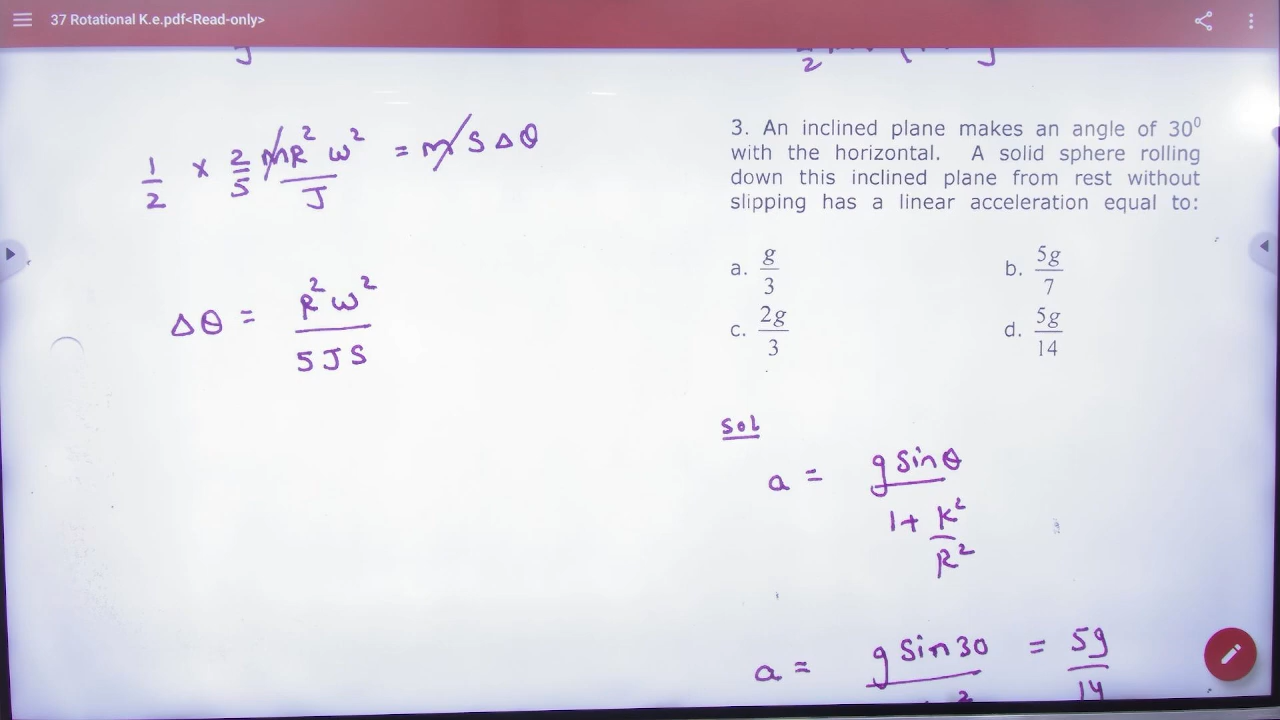 37 Rotational K.e.pdf<Read-only>
J
2
1/2 × 2/5 mR² ω² / J = m S Δθ
Δθ = R² ω² / 5 J S
3. An inclined plane makes an angle of 30⁰
with the horizontal. A solid sphere rolling
down this inclined plane from rest without
slipping has a linear acceleration equal to:
a. g/3 b. 5g/7
c. 2g/3 d. 5g/14
Sol
a = g sinθ / 1 + K²/R²
a = g sin30 = 5g/14